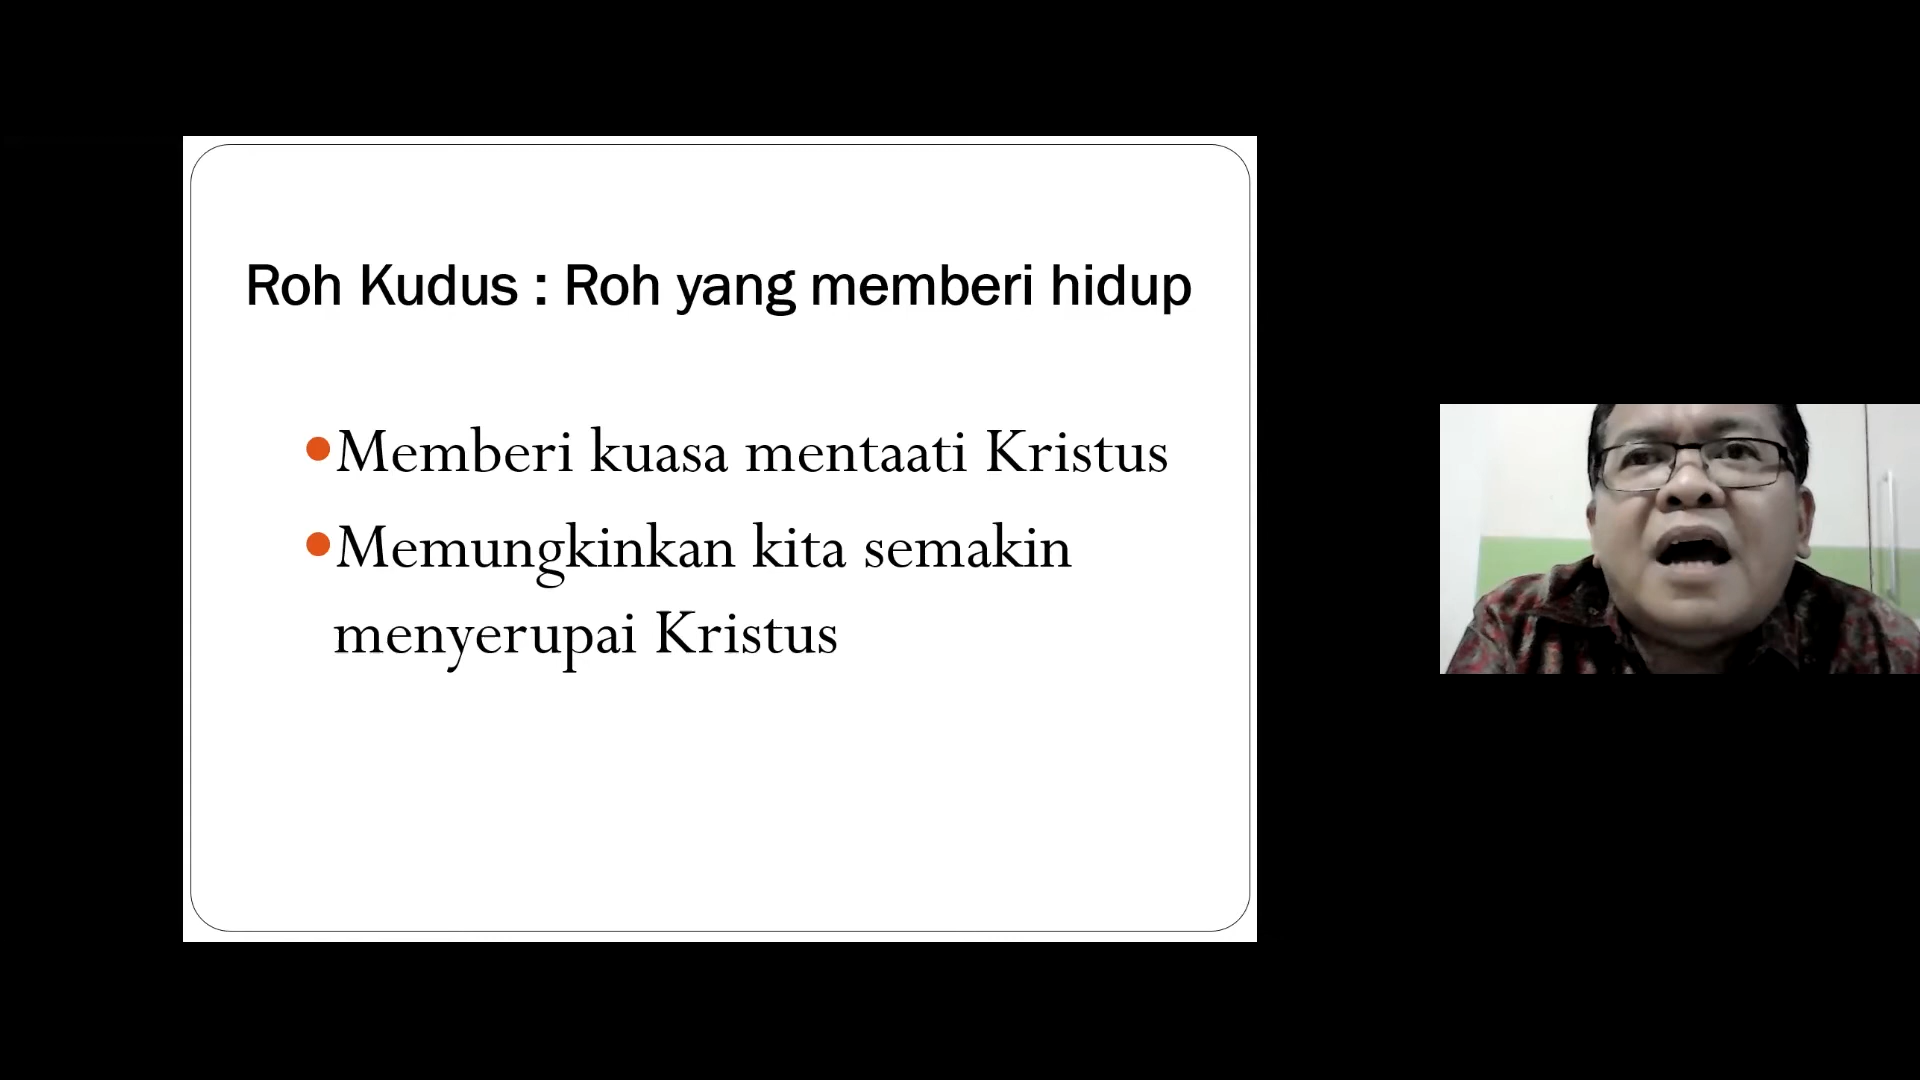 Roh Kudus : Roh yang memberi hidup
•Memberi kuasa mentaati Kristus
•Memungkinkan kita semakin
menyerupai Kristus